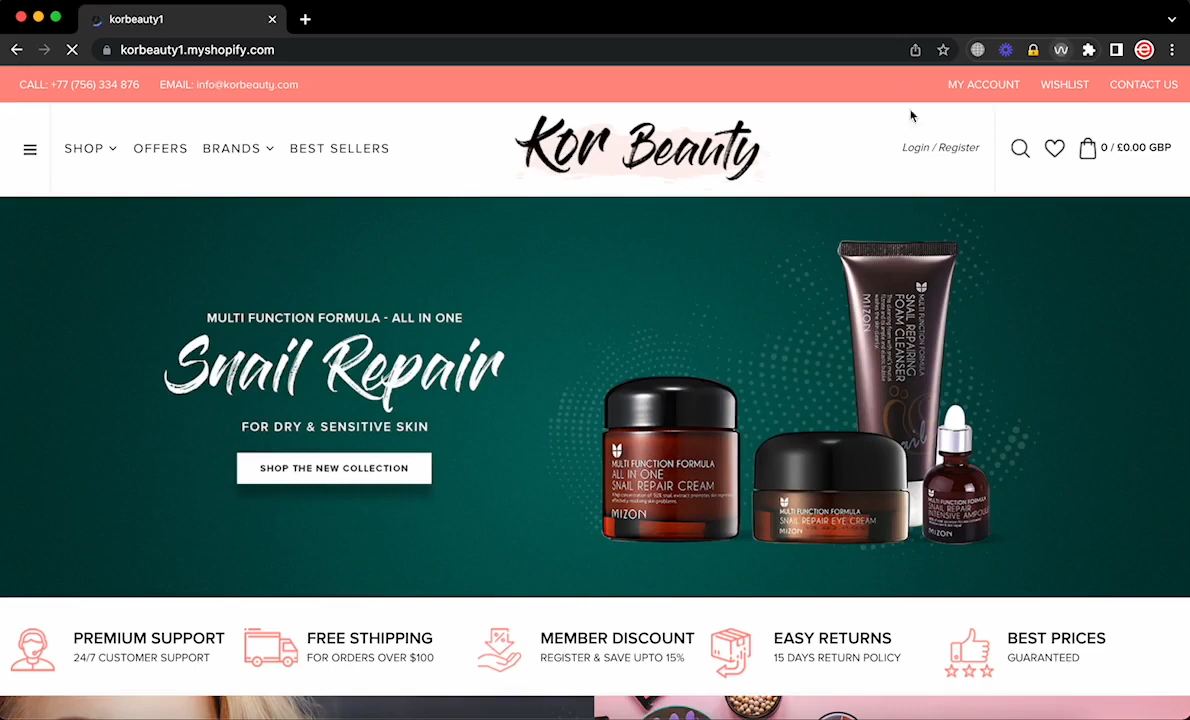 korbeauty1
korbeauty1.myshopify.com
CALL: +77 (756) 334 876
EMAIL: info@korbeauty.com
MY ACCOUNT
WISHLIST
CONTACT US
SHOP
OFFERS
BRANDS
BEST SELLERS
Kor Beauty
Login / Register
0 / £0.00 GBP
MULTI FUNCTION FORMULA - ALL IN ONE
Snail Repair
FOR DRY & SENSITIVE SKIN
SHOP THE NEW COLLECTION
MULTI FUNCTION FORMULA
ALL IN ONE
SNAIL REPAIR CREAM
MIZON
MULTI FUNCTION FORMULA
SNAIL REPAIR EYE CREAM
MIZON
MULTI FUNCTION FORMULA
SNAIL REPAIRING
FOAM CLEANSER
MIZON
MULTI FUNCTION FORMULA
SNAIL REPAIR
INTENSIVE AMPOULE
MIZON
PREMIUM SUPPORT
24/7 CUSTOMER SUPPORT
FREE STHIPPING
FOR ORDERS OVER $100
MEMBER DISCOUNT
REGISTER & SAVE UPTO 15%
EASY RETURNS
15 DAYS RETURN POLICY
BEST PRICES
GUARANTEED